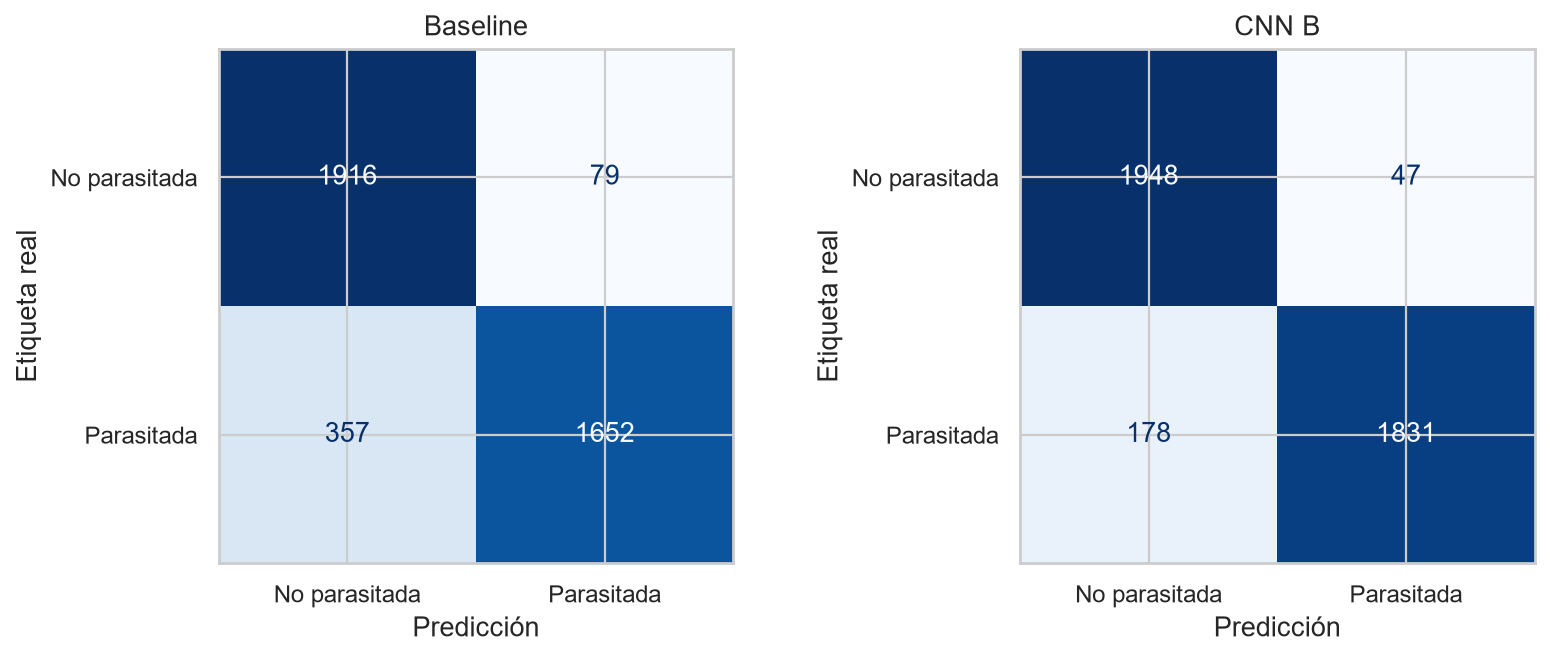 Baseline
Etiqueta real
No parasitada
1916
79
Parasitada
357
1652
No parasitada
Parasitada
Predicción
CNN B
Etiqueta real
No parasitada
1948
47
Parasitada
178
1831
No parasitada
Parasitada
Predicción